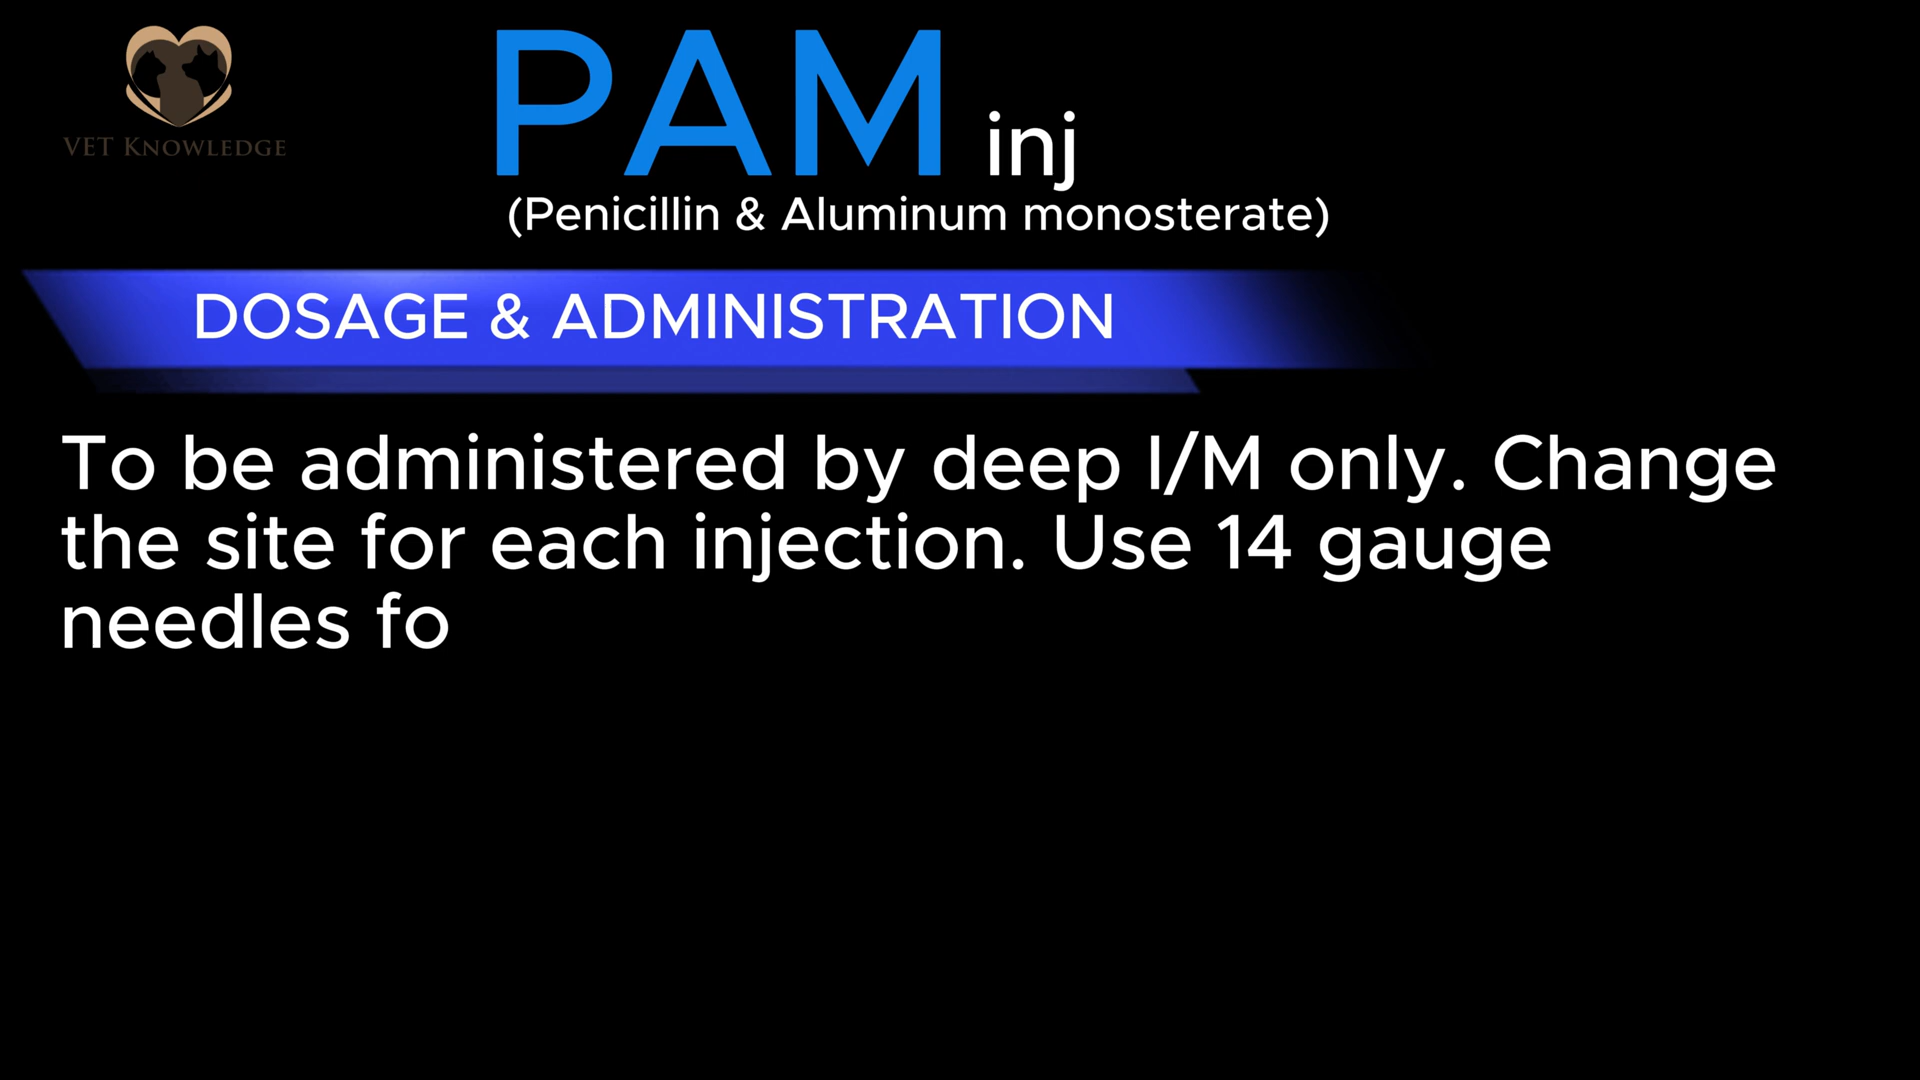 VET KNOWLEDGE
PAM inj
(Penicillin & Aluminum monosterate)
DOSAGE & ADMINISTRATION
To be administered by deep I/M only. Change
the site for each injection. Use 14 gauge
needles fo